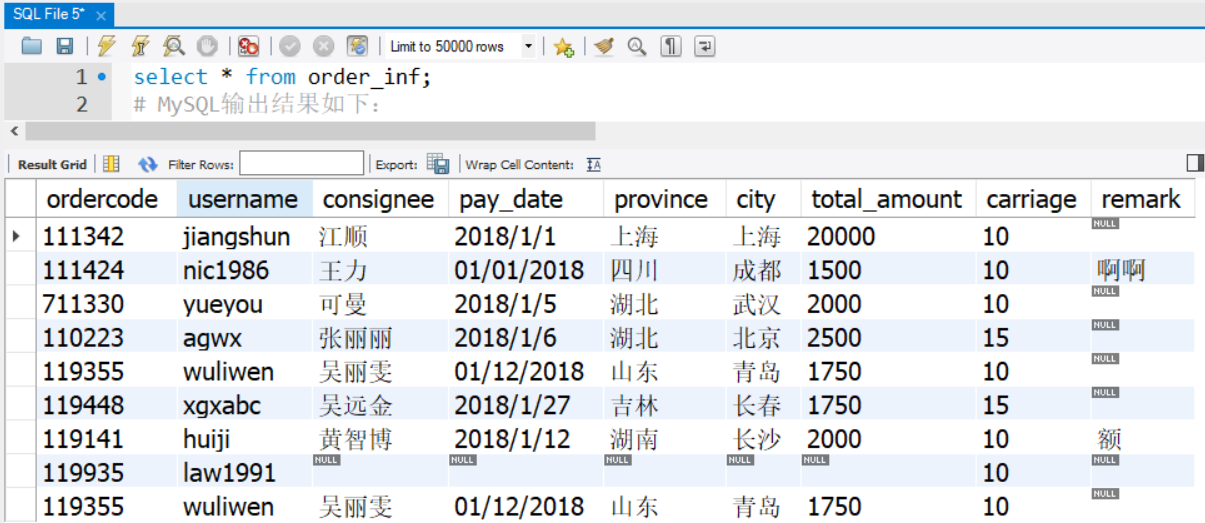 SQL File 5*
Limit to 50000 rows
1 select * from order_inf;
2 # MySQL输出结果如下：
Result Grid Filter Rows: Export: Wrap Cell Content: IA
ordercode username consignee pay_date province city total_amount carriage remark
111342 jiangshun 江顺 2018/1/1 上海 上海 20000 10 NULL
111424 nic1986 王力 01/01/2018 四川 成都 1500 10 啊啊
711330 yueyou 可曼 2018/1/5 湖北 武汉 2000 10 NULL
110223 agwx 张丽丽 2018/1/6 湖北 北京 2500 15 NULL
119355 wuliwen 吴丽雯 01/12/2018 山东 青岛 1750 10 NULL
119448 xgxabc 吴远金 2018/1/27 吉林 长春 1750 15 NULL
119141 huiji 黄智博 2018/1/12 湖南 长沙 2000 10 额
119935 law1991 NULL NULL NULL NULL NULL 10 NULL
119355 wuliwen 吴丽雯 01/12/2018 山东 青岛 1750 10 NULL